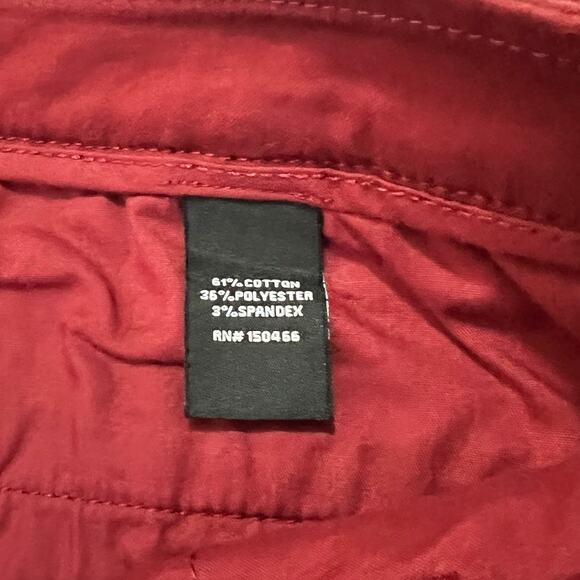 61%COTTON
36%POLYESTER
3%SPANDEX
RN# 150466